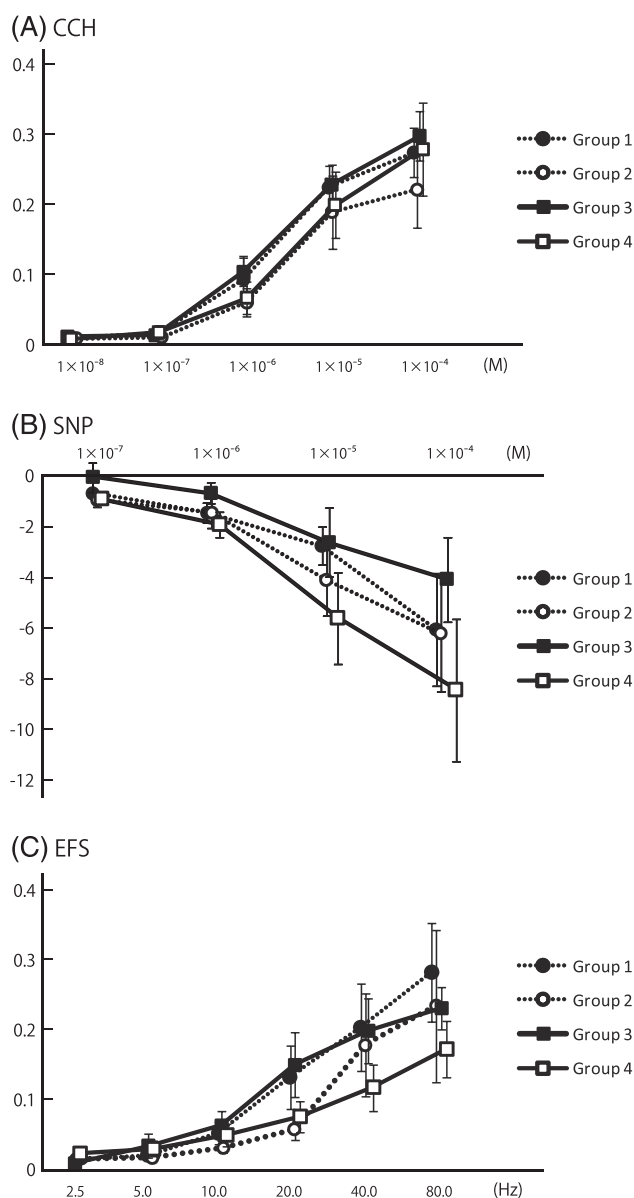 (A) CCH
0.4
0.3
0.2
0.1
0
1×10⁻⁸ 1×10⁻⁷ 1×10⁻⁶ 1×10⁻⁵ 1×10⁻⁴ (M)
Group 1
Group 2
Group 3
Group 4
(B) SNP
1×10⁻⁷ 1×10⁻⁶ 1×10⁻⁵ 1×10⁻⁴ (M)
0
-2
-4
-6
-8
-10
-12
Group 1
Group 2
Group 3
Group 4
(C) EFS
0.4
0.3
0.2
0.1
0
2.5 5.0 10.0 20.0 40.0 80.0 (Hz)
Group 1
Group 2
Group 3
Group 4